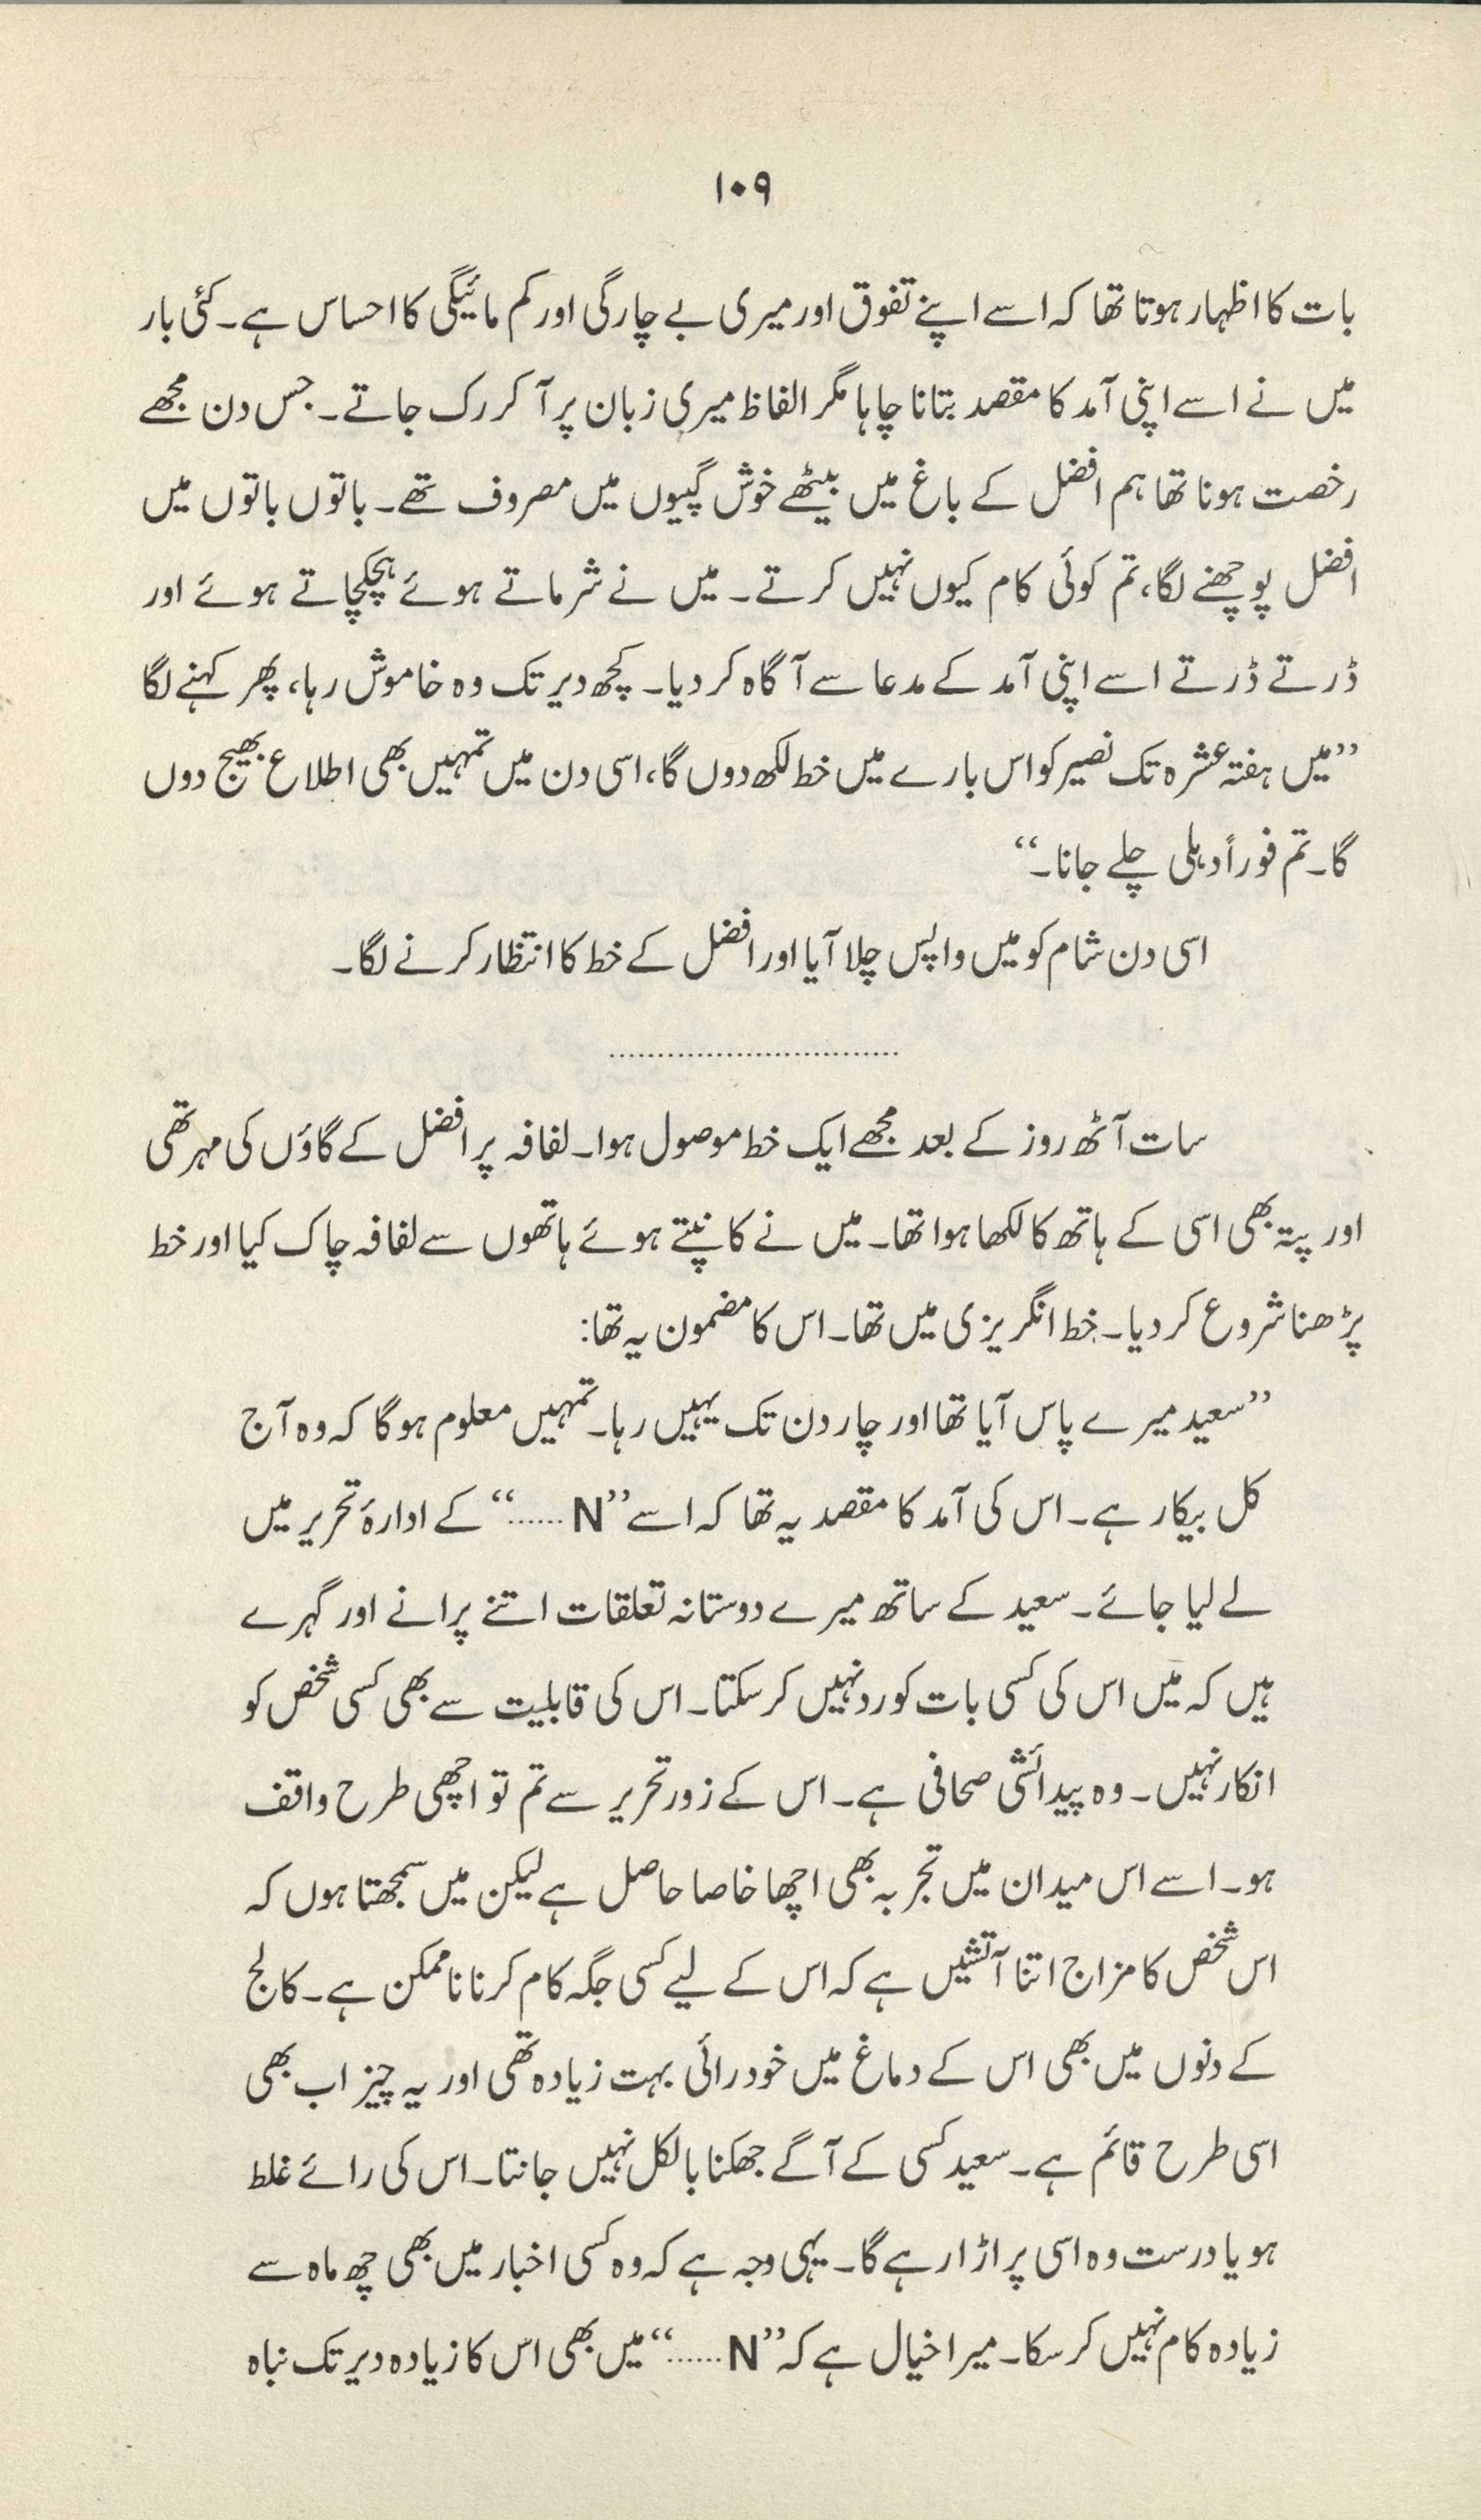 ۱۰۹
بات کا اظہار ہوتا تھا کہ اسے اپنے تفوق اور میری بے چارگی اور کم مائیگی کا احساس ہے۔ کئی بار
میں نے اسے اپنی آمد کا مقصد بتانا چاہا مگر الفاظ میری زبان پر آ کر رک جاتے۔ جس دن مجھے
رخصت ہونا تھا ہم افضل کے باغ میں بیٹھے خوش گپیوں میں مصروف تھے۔ باتوں باتوں میں
افضل پوچھنے لگا، تم کوئی کام کیوں نہیں کرتے۔ میں نے شرماتے ہوئے ہچکچاتے ہوئے اور
ڈرتے ڈرتے اسے اپنی آمد کے مدعا سے آگاہ کر دیا۔ کچھ دیر تک وہ خاموش رہا، پھر کہنے لگا
”میں ہفتہ عشرہ تک نصیر کو اس بارے میں خط لکھ دوں گا، اسی دن میں تمہیں بھی اطلاع بھیج دوں
گا۔ تم فوراً دہلی چلے جانا۔“
اسی دن شام کو میں واپس چلا آیا اور افضل کے خط کا انتظار کرنے لگا۔
..............................
سات آٹھ روز کے بعد مجھے ایک خط موصول ہوا۔ لفافہ پر افضل کے گاؤں کی مہر تھی
اور پتہ بھی اسی کے ہاتھ کا لکھا ہوا تھا۔ میں نے کانپتے ہوئے ہاتھوں سے لفافہ چاک کیا اور خط
پڑھنا شروع کر دیا۔ خط انگریزی میں تھا۔ اس کا مضمون یہ تھا:
”سعید میرے پاس آیا تھا اور چار دن تک یہیں رہا۔ تمہیں معلوم ہوگا کہ وہ آج
کل بیکار ہے۔ اس کی آمد کا مقصد یہ تھا کہ اسے ”N......“ کے ادارۂ تحریر میں
لے لیا جائے۔ سعید کے ساتھ میرے دوستانہ تعلقات اتنے پرانے اور گہرے
ہیں کہ میں اس کی کسی بات کو رد نہیں کر سکتا۔ اس کی قابلیت سے بھی کسی شخص کو
انکار نہیں۔ وہ پیدائشی صحافی ہے۔ اس کے زور تحریر سے تم تو اچھی طرح واقف
ہو۔ اسے اس میدان میں تجربہ بھی اچھا خاصا حاصل ہے لیکن میں سمجھتا ہوں کہ
اس شخص کا مزاج اتنا آتشیں ہے کہ اس کے لیے کسی جگہ کام کرنا ناممکن ہے۔ کالج
کے دنوں میں بھی اس کے دماغ میں خود رائی بہت زیادہ تھی اور یہ چیز اب بھی
اسی طرح قائم ہے۔ سعید کسی کے آگے جھکنا بالکل نہیں جانتا۔ اس کی رائے غلط
ہو یا درست وہ اسی پر اڑا رہے گا۔ یہی وجہ ہے کہ وہ کسی اخبار میں بھی چھ ماہ سے
زیادہ کام نہیں کر سکا۔ میرا خیال ہے کہ ”N......“ میں بھی اس کا زیادہ دیر تک نباہ